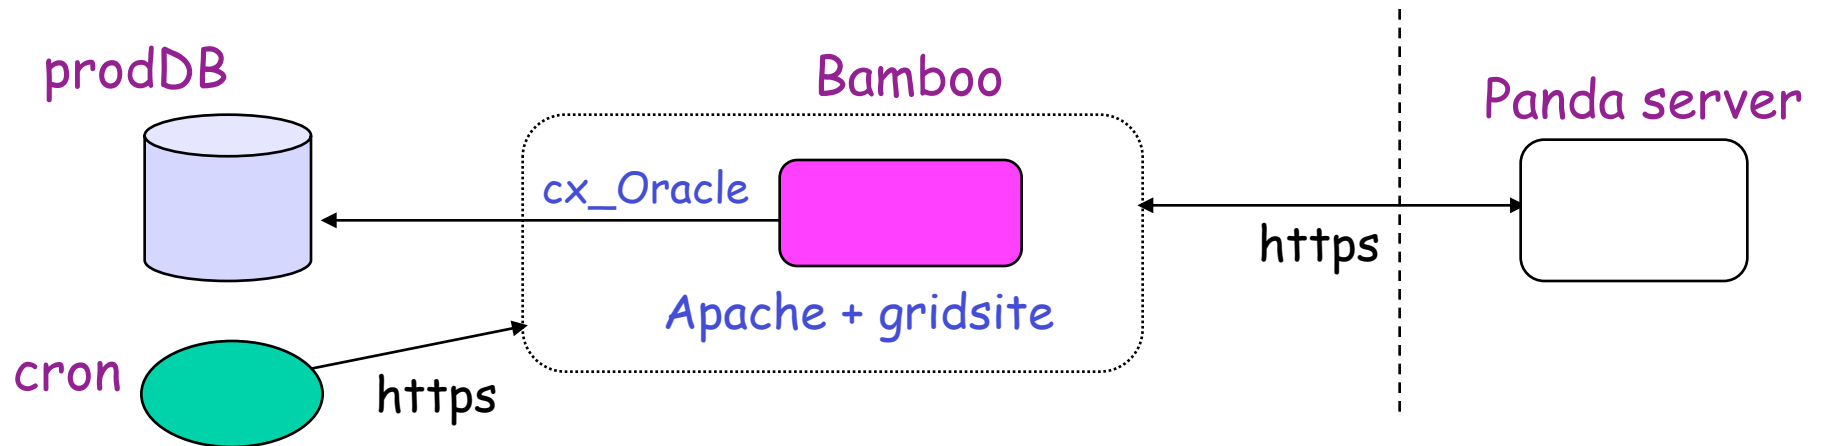 prodDB
Bamboo
Panda server
cx_Oracle
https
Apache + gridsite
cron
https